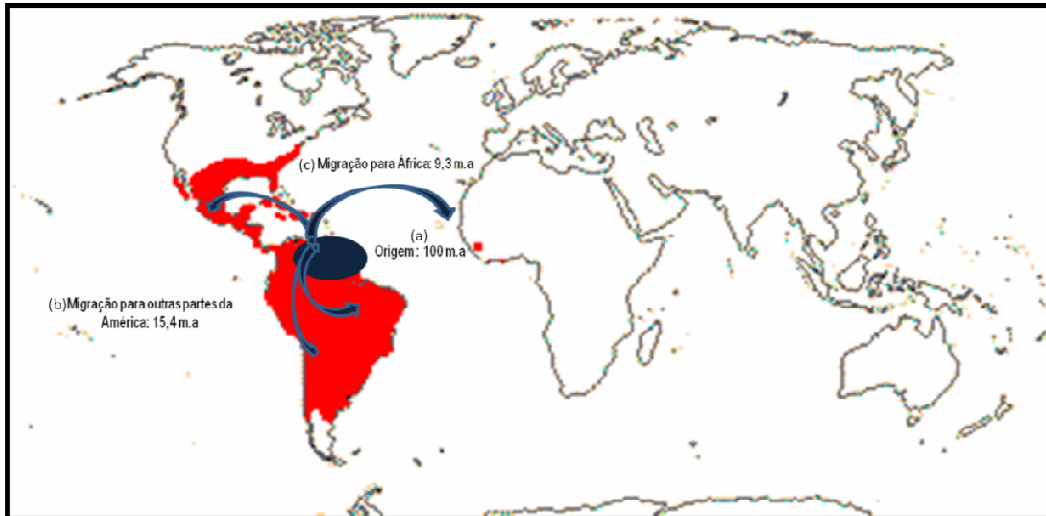 (c) Migração para África: 9,3 m.a
(a)
Origem: 100 m.a
(b) Migração para outras partes da
América: 15,4 m.a